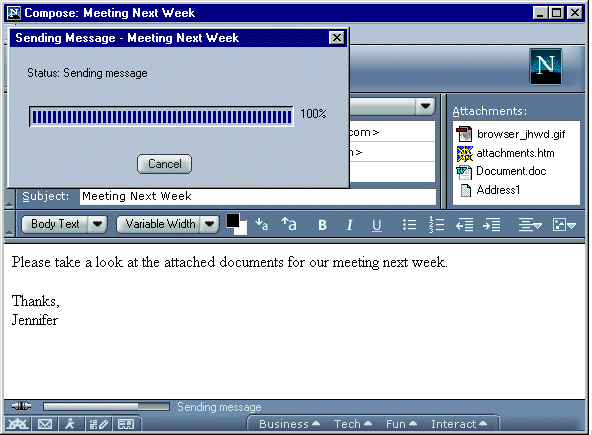 Compose: Meeting Next Week
Sending Message - Meeting Next Week
N
Status: Sending message
100%
Cancel
com>
m>
Attachments:
browser_jhwd.gif
attachments.htm
Document.doc
Address1
Subject: Meeting Next Week
Body Text Variable Width a a B I U
Please take a look at the attached documents for our meeting next week.
Thanks,
Jennifer
Sending message
Business Tech Fun Interact